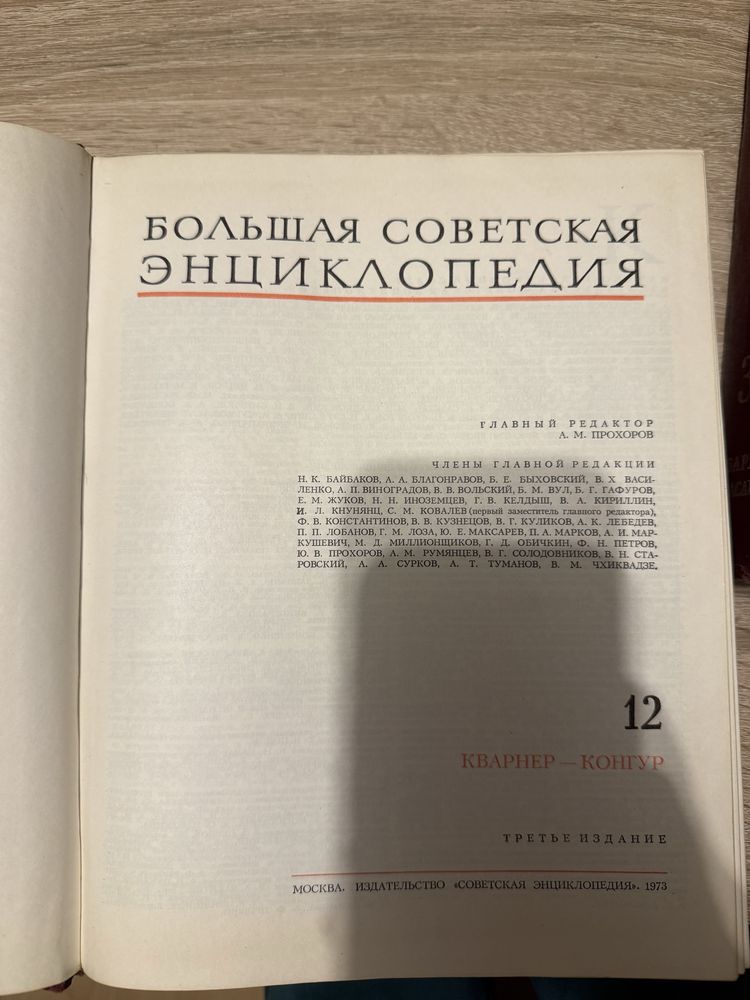 БОЛЬШАЯ СОВЕТСКАЯ
ЭНЦИКЛОПЕДИЯ
ГЛАВНЫЙ РЕДАКТОР
А. М. ПРОХОРОВ
ЧЛЕНЫ ГЛАВНОЙ РЕДАКЦИИ
Н. К. БАЙБАКОВ, А. А. БЛАГОНРАВОВ, Б. Е. БЫХОВСКИЙ, В. Х ВАСИ-
ЛЕНКО, А. П. ВИНОГРАДОВ, В. В. ВОЛЬСКИЙ, Б. М. ВУЛ, Б. Г. ГАФУРОВ,
Е. М. ЖУКОВ, Н. Н. ИНОЗЕМЦЕВ, Г. В. КЕЛДЫШ, В. А. КИРИЛЛИН,
И. Л. КНУНЯНЦ, С. М. КОВАЛЕВ (первый заместитель главного редактора),
Ф. В. КОНСТАНТИНОВ, В. В. КУЗНЕЦОВ, В. Г. КУЛИКОВ, А. К. ЛЕБЕДЕВ,
П. П. ЛОБАНОВ, Г. М. ЛОЗА, Ю. Е. МАКСАРЕВ, П. А. МАРКОВ, А. И. МАР-
КУШЕВИЧ, М. Д. МИЛЛИОНЩИКОВ, Г. Д. ОБИЧКИН, Ф. Н. ПЕТРОВ,
Ю. В. ПРОХОРОВ, А. М. РУМЯНЦЕВ, В. Г. СОЛОДОВНИКОВ, В. Н. СТА-
РОВСКИЙ, А. А. СУРКОВ, А. Т. ТУМАНОВ, В. М. ЧХИКВАДЗЕ.
12
КВАРНЕР — КОНГУР
ТРЕТЬЕ ИЗДАНИЕ
МОСКВА. ИЗДАТЕЛЬСТВО «СОВЕТСКАЯ ЭНЦИКЛОПЕДИЯ». 1973